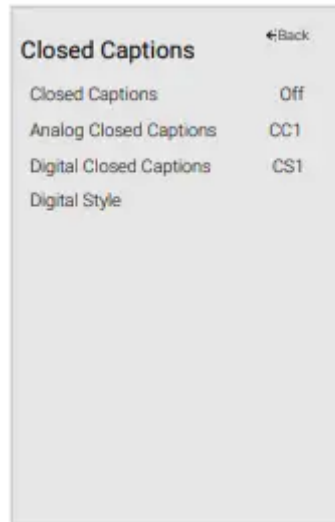 ←Back
Closed Captions
Closed Captions Off
Analog Closed Captions CC1
Digital Closed Captions CS1
Digital Style